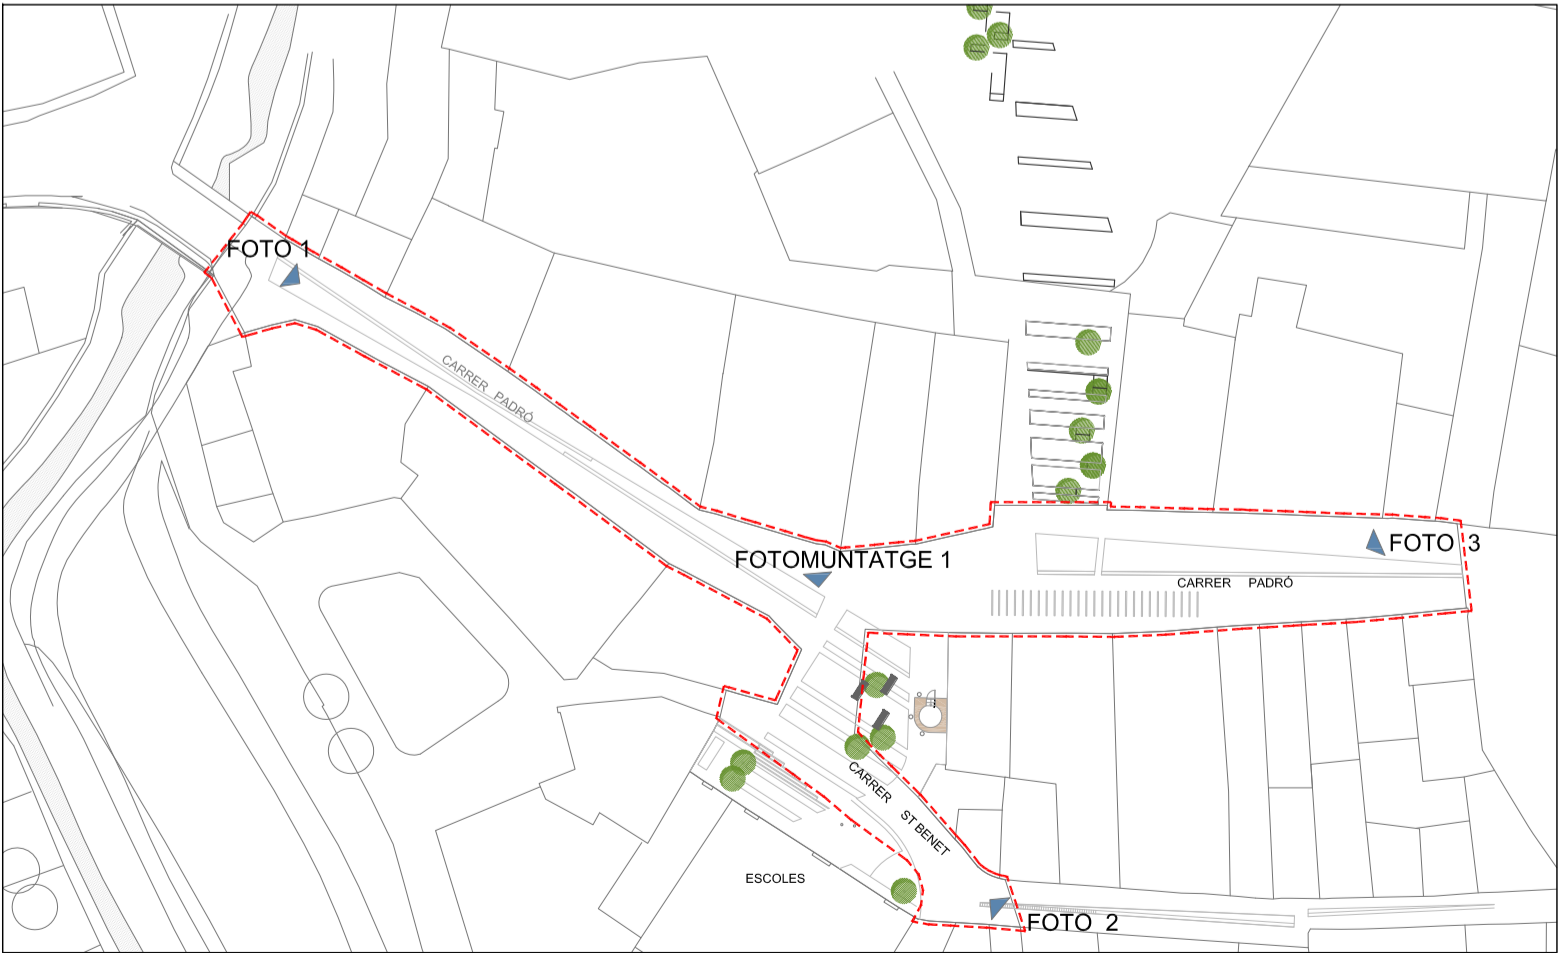 FOTO 1
CARRER PADRÓ
FOTOMUNTATGE 1
FOTO 3
CARRER PADRÓ
CARRER ST BENET
ESCOLES
FOTO 2